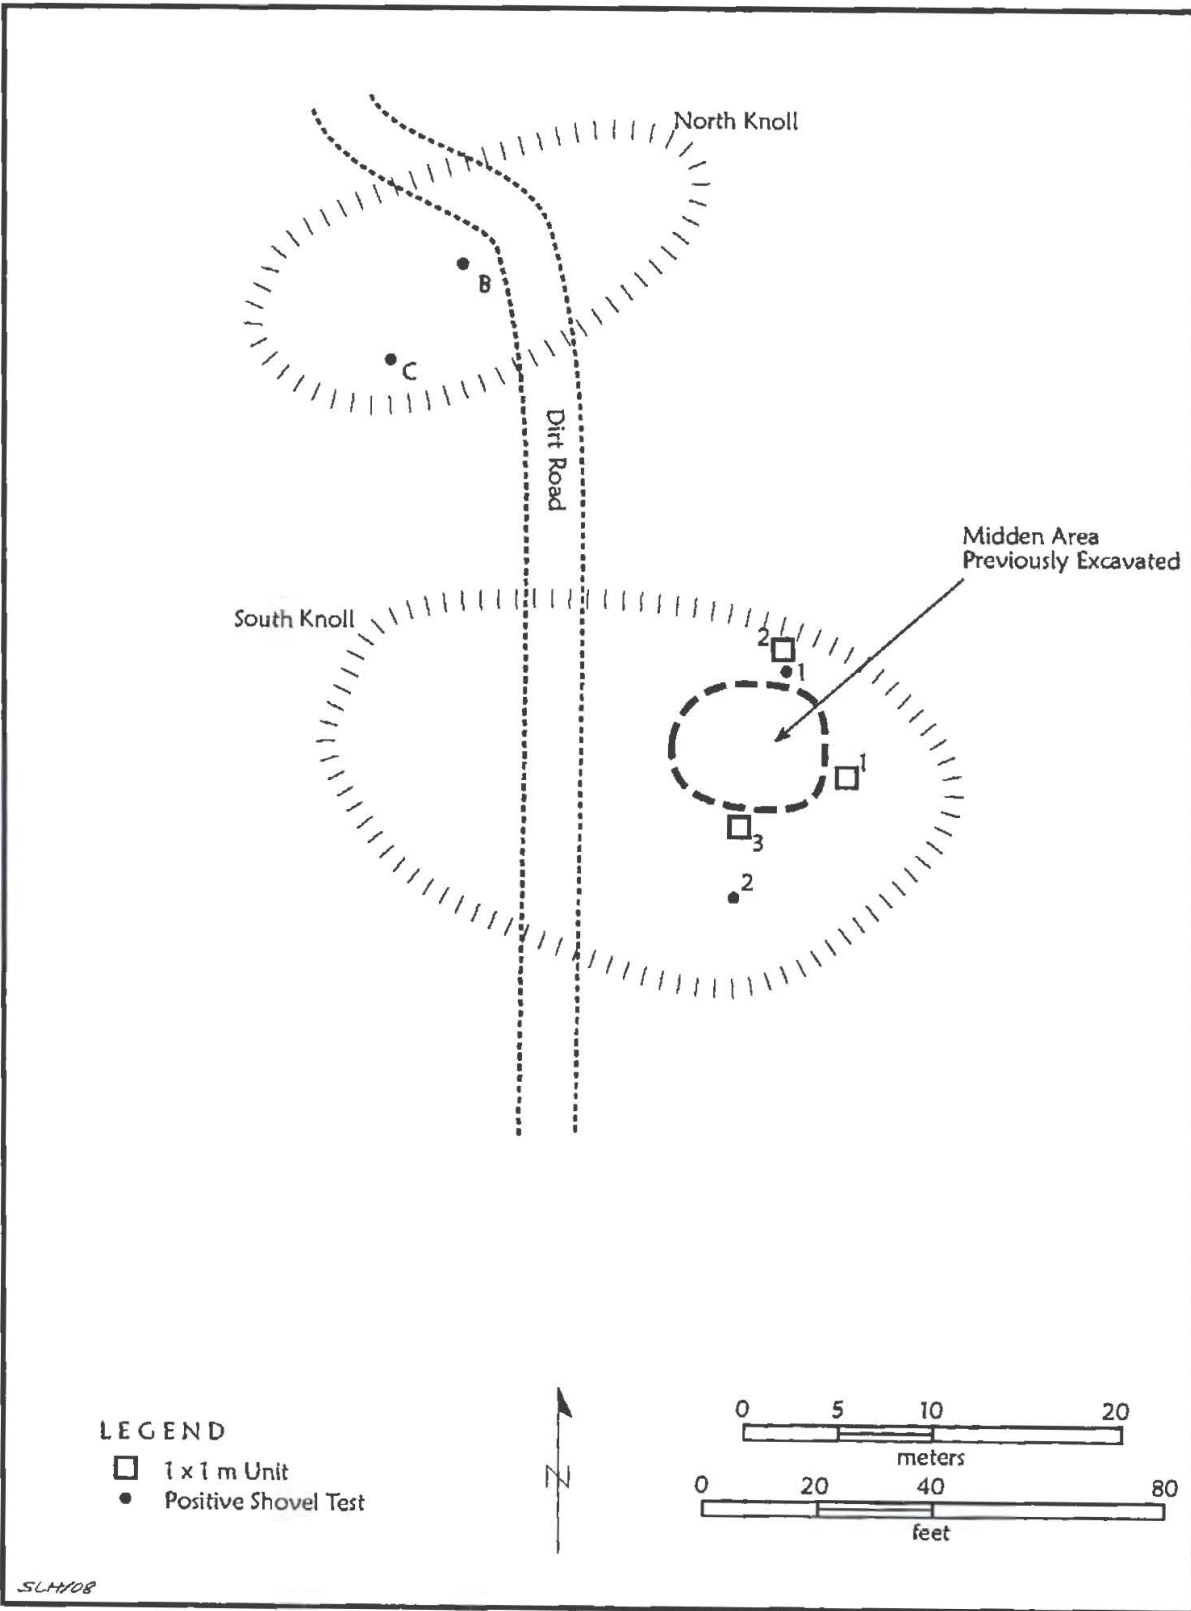 North Knoll
B
C
Dirt Road
Midden Area
Previously Excavated
South Knoll
2
1
1
3
2
LEGEND
1 x 1 m Unit
Positive Shovel Test
N
0 5 10 20
meters
0 20 40 80
feet
SLH/08